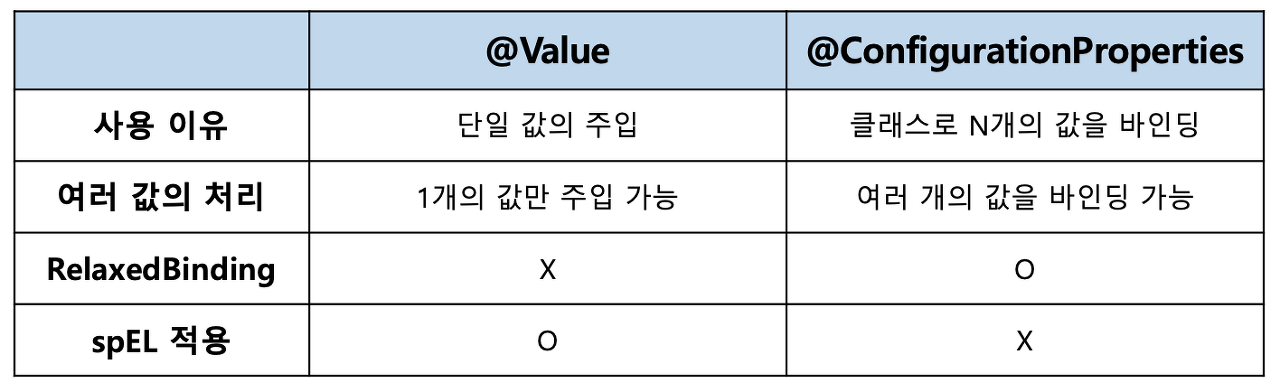 @Value @ConfigurationProperties
사용 이유 단일 값의 주입 클래스로 N개의 값을 바인딩
여러 값의 처리 1개의 값만 주입 가능 여러 개의 값을 바인딩 가능
RelaxedBinding X O
spEL 적용 O X